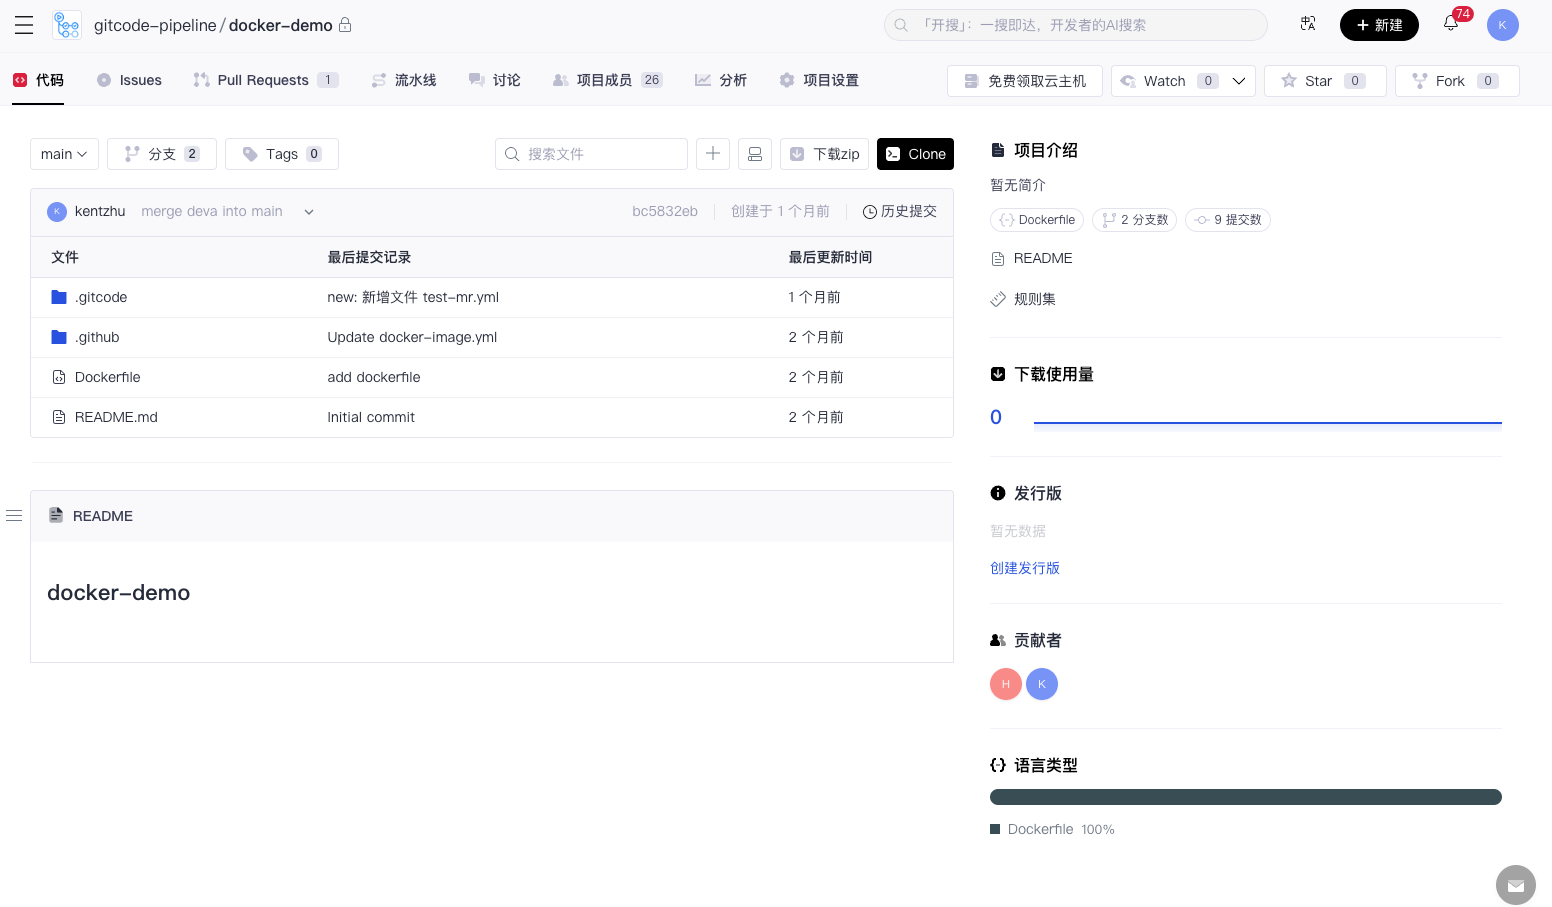 gitcode-pipeline / docker-demo
「开搜」：一搜即达，开发者的AI搜索
新建
74
K
代码
Issues
Pull Requests 1
流水线
讨论
项目成员 26
分析
项目设置
免费领取云主机
Watch 0
Star 0
Fork 0
main
分支 2
Tags 0
搜索文件
下载zip
Clone
K kentzhu merge deva into main
bc5832eb 创建于 1 个月前 历史提交
文件 最后提交记录 最后更新时间
.gitcode new: 新增文件 test-mr.yml 1 个月前
.github Update docker-image.yml 2 个月前
Dockerfile add dockerfile 2 个月前
README.md Initial commit 2 个月前
README
docker-demo
项目介绍
暂无简介
Dockerfile 2 分支数 9 提交数
README
规则集
下载使用量
0
发行版
暂无数据
创建发行版
贡献者
H K
语言类型
Dockerfile 100%